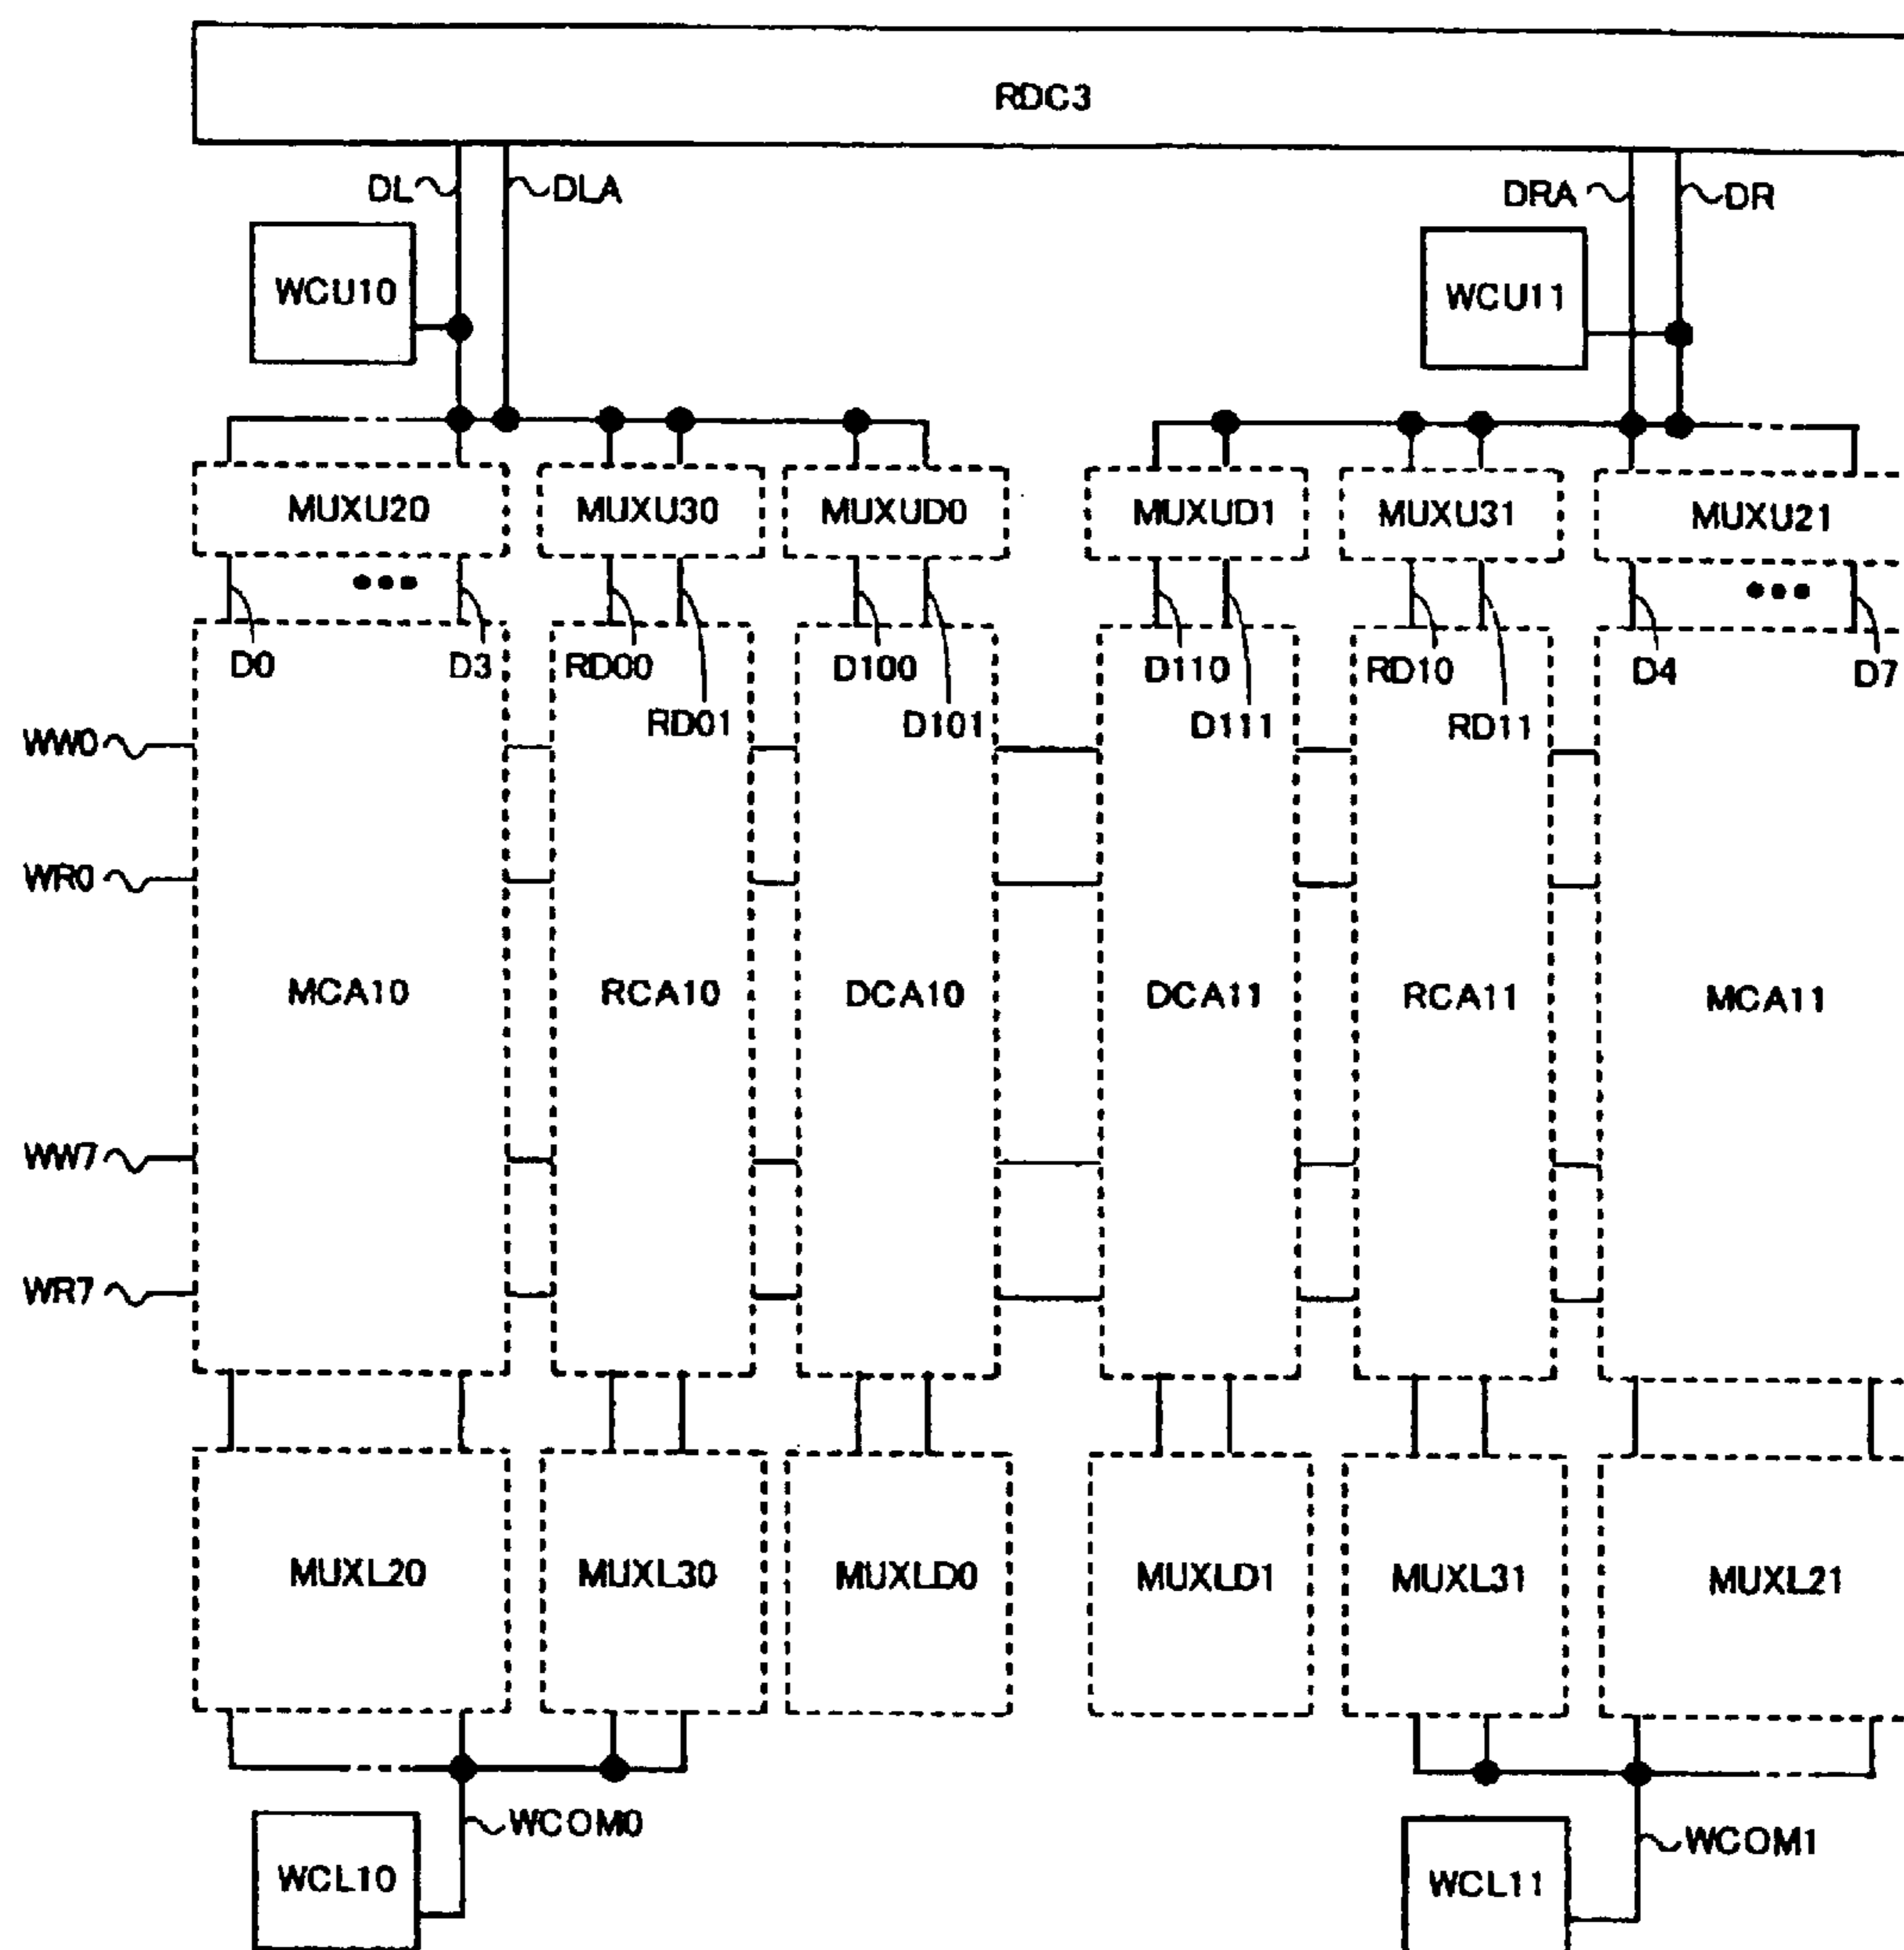 RDC3
DL DLA DRA DR
WCU10 WCU11
MUXU20 MUXU30 MUXUD0 MUXUD1 MUXU31 MUXU21
D0 D3 RD00 D100 D110 RD10 D4 D7
RD01 D101 D111 RD11
WW0
WR0
MCA10 RCA10 DCA10 DCA11 RCA11 MCA11
WW7
WR7
MUXL20 MUXL30 MUXLD0 MUXLD1 MUXL31 MUXL21
WCOM0 WCOM1
WCL10 WCL11